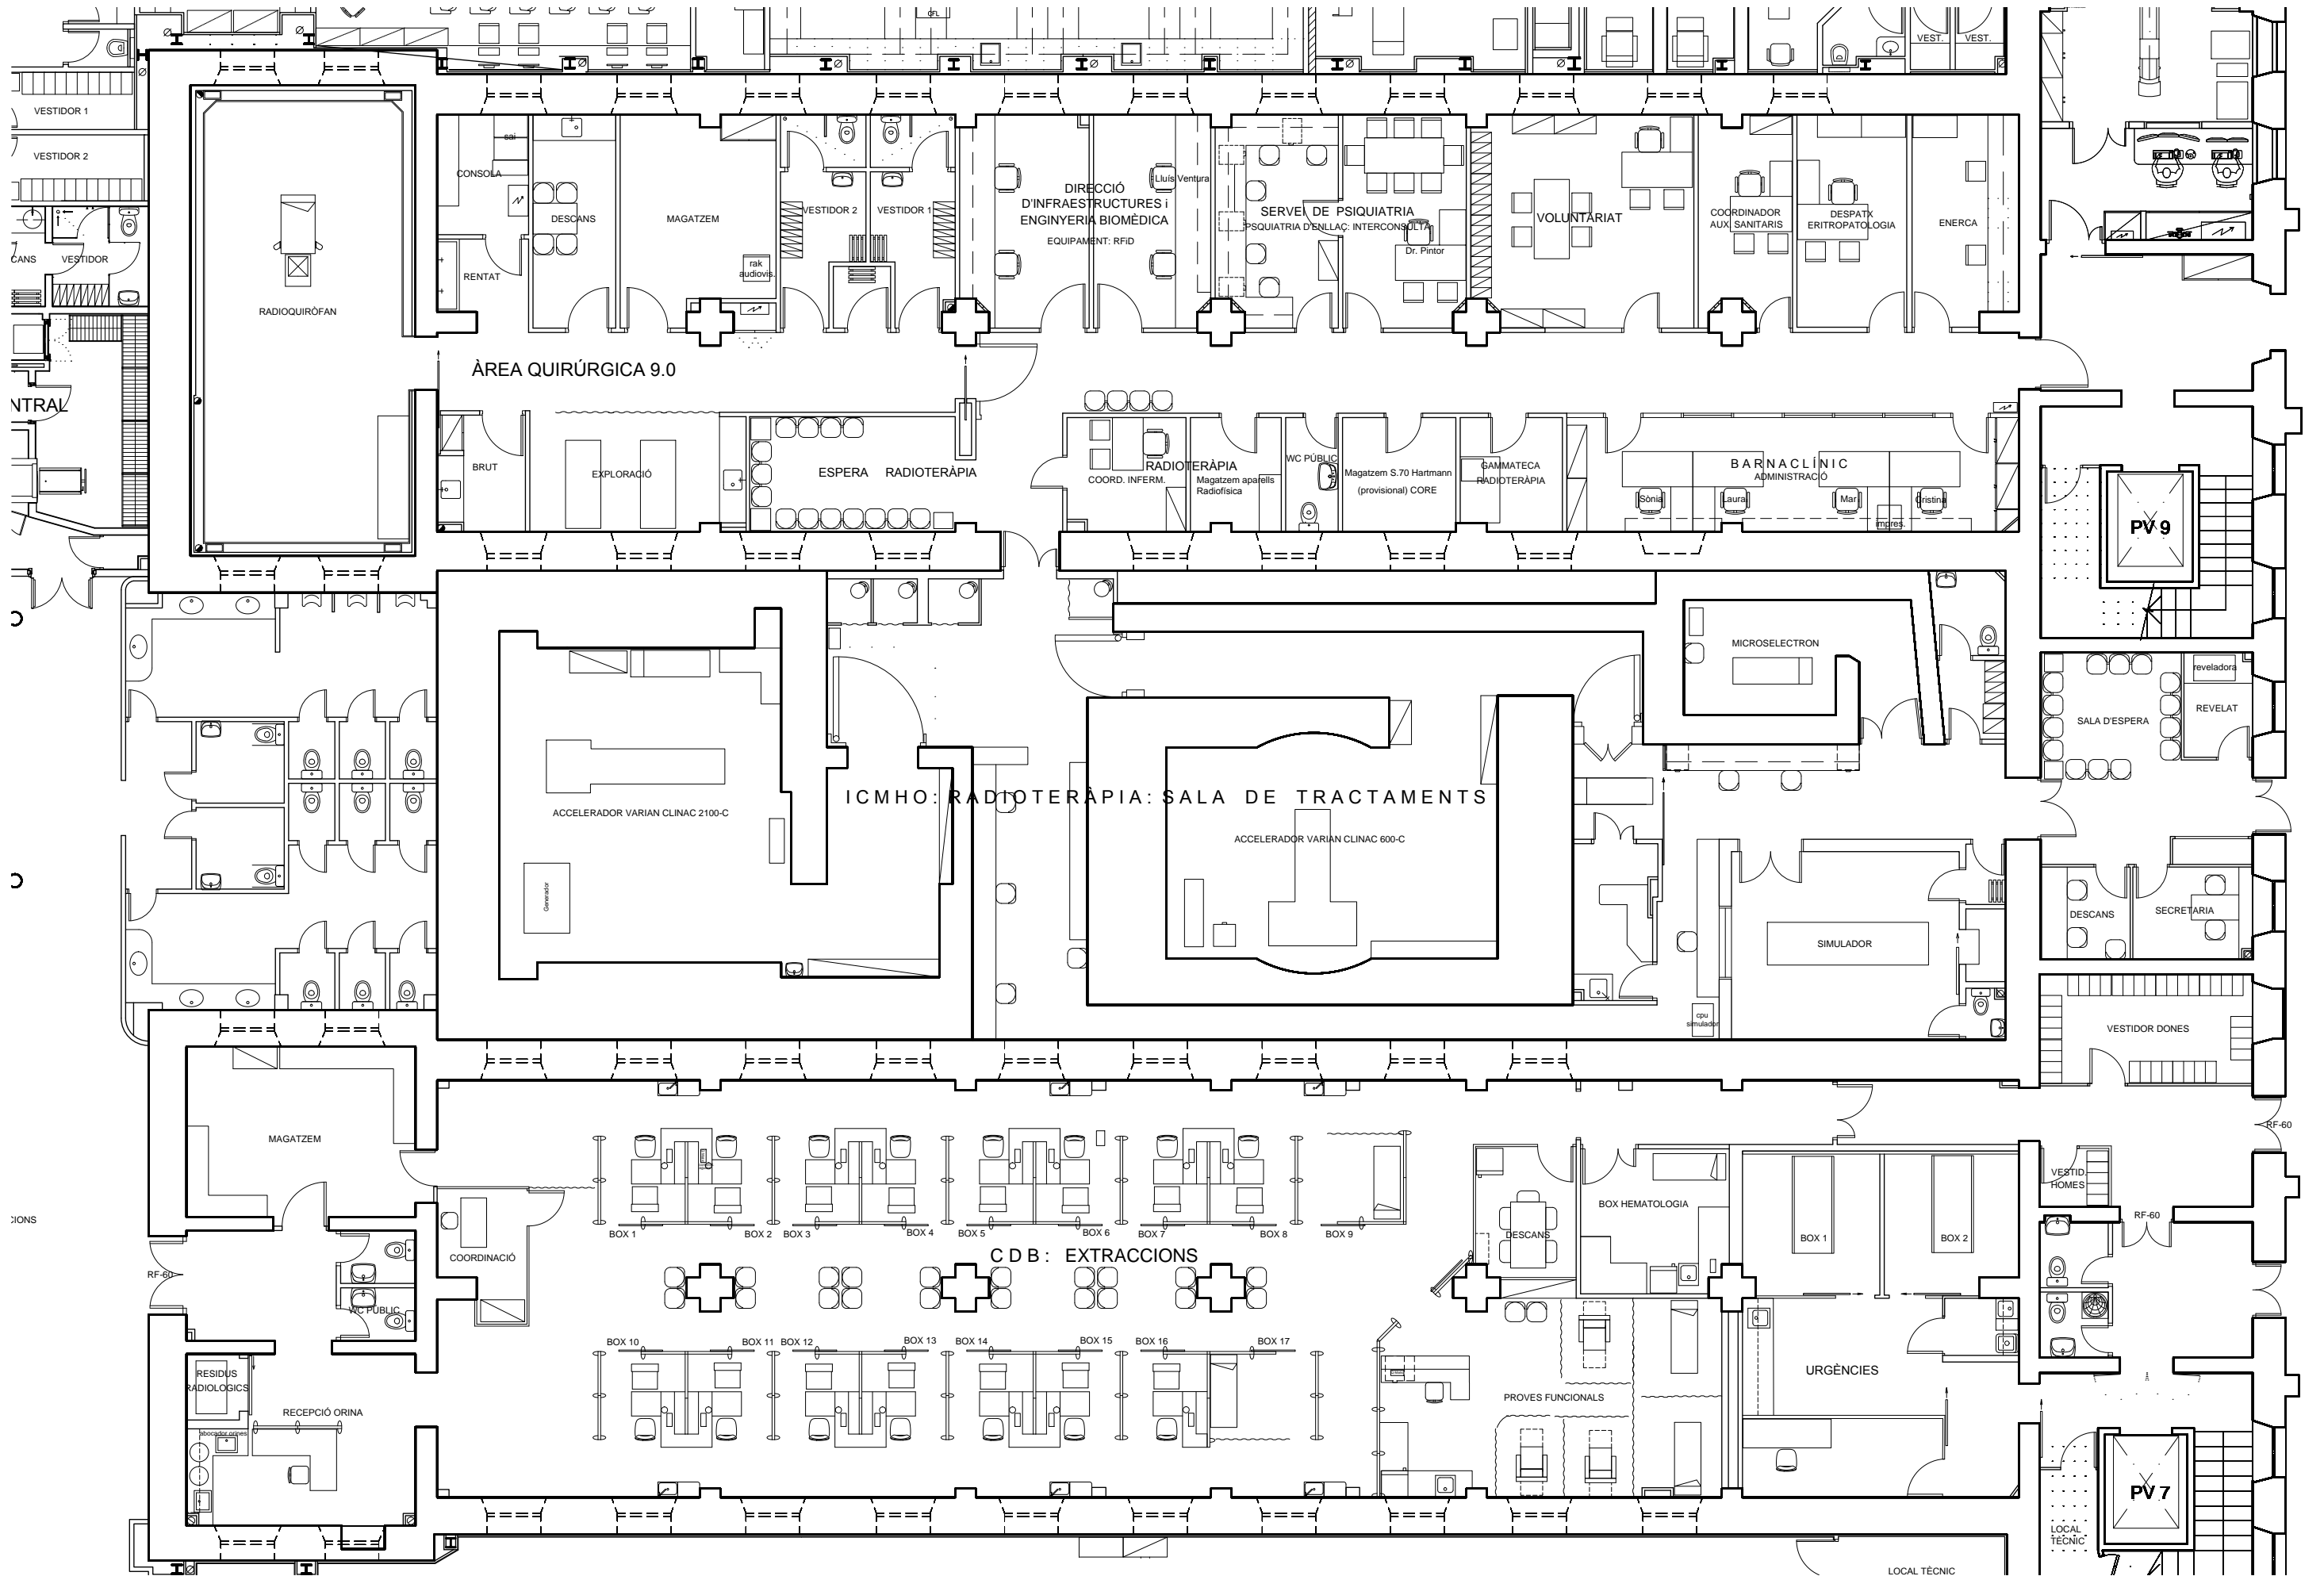 VEST.
VEST.
VESTIDOR 1
VESTIDOR 2
CANS
VESTIDOR
NTRAL
RADIOQUIRÒFAN
sai
CONSOLA
RENTAT
DESCANS
MAGATZEM
rak
audiovis.
VESTIDOR 2
VESTIDOR 1
DIRECCIÓ
D'INFRAESTRUCTURES i
ENGINYERIA BIOMÈDICA
EQUIPAMENT: RFiD
Lluís Ventura
SERVEI DE PSIQUIATRIA
PSQUIATRIA D'ENLLAÇ: INTERCONSULTA
Dr. Pintor
VOLUNTARIAT
COORDINADOR
AUX. SANITARIS
DESPATX
ERITROPATOLOGIA
ENERCA
ÀREA QUIRÚRGICA 9.0
BRUT
EXPLORACIÓ
ESPERA RADIOTERÀPIA
RADIOTERÀPIA
COORD. INFERM.
Magatzem aparells
Radiofísica
WC PÚBLIC
Magatzem S.70 Hartmann
(provisional) CORE
GAMMATECA
RADIOTERÀPIA
BARNACLÍNIC
ADMINISTRACIÓ
Sònia
Laura
Mar
Cristina
impres.
PV 9
MICROSELECTRON
reveladora
REVELAT
SALA D'ESPERA
ICMHO: RADIOTERÀPIA: SALA DE TRACTAMENTS
ACCELERADOR VARIAN CLINAC 2100-C
Generador
ACCELERADOR VARIAN CLINAC 600-C
SIMULADOR
cpu
simulador
DESCANS
SECRETARIA
VESTIDOR DONES
MAGATZEM
RF-60
VESTID.
HOMES
RF-60
CIONS
COORDINACIÓ
BOX 1
BOX 2
BOX 3
BOX 4
BOX 5
BOX 6
BOX 7
BOX 8
BOX 9
DESCANS
BOX HEMATOLOGIA
BOX 1
BOX 2
CDB: EXTRACCIONS
RF-60
WC PÚBLIC
BOX 10
BOX 11
BOX 12
BOX 13
BOX 14
BOX 15
BOX 16
BOX 17
RESIDUS
RADIOLOGICS
RECEPCIÓ ORINA
abocador orines
PROVES FUNCIONALS
URGÈNCIES
PV 7
LOCAL
TÈCNIC
LOCAL TÈCNIC